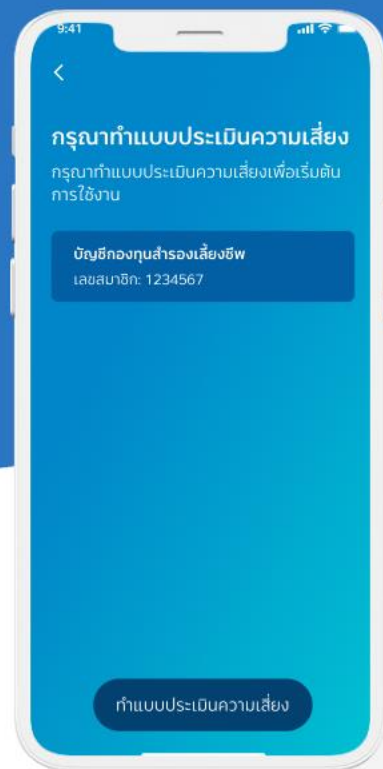 9:41
กรุณาทำแบบประเมินความเสี่ยง
กรุณาทำแบบประเมินความเสี่ยงเพื่อเริ่มต้น
การใช้งาน
บัญชีกองทุนสำรองเลี้ยงชีพ
เลขสมาชิก: 1234567
ทำแบบประเมินความเสี่ยง